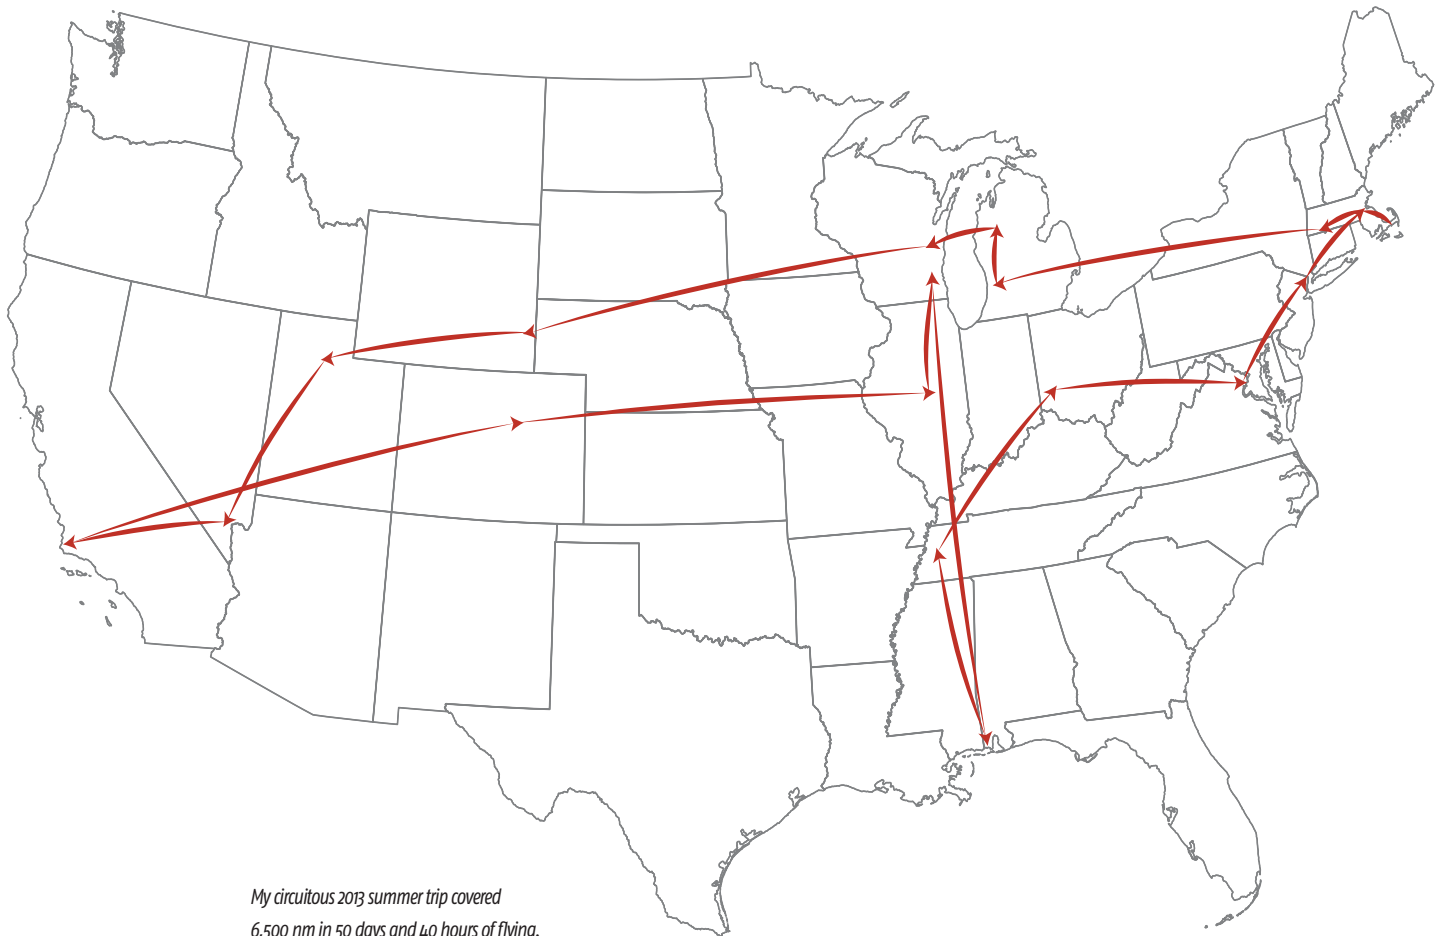 My circuitous 2013 summer trip covered
6,500 nm in 50 days and 40 hours of flying.